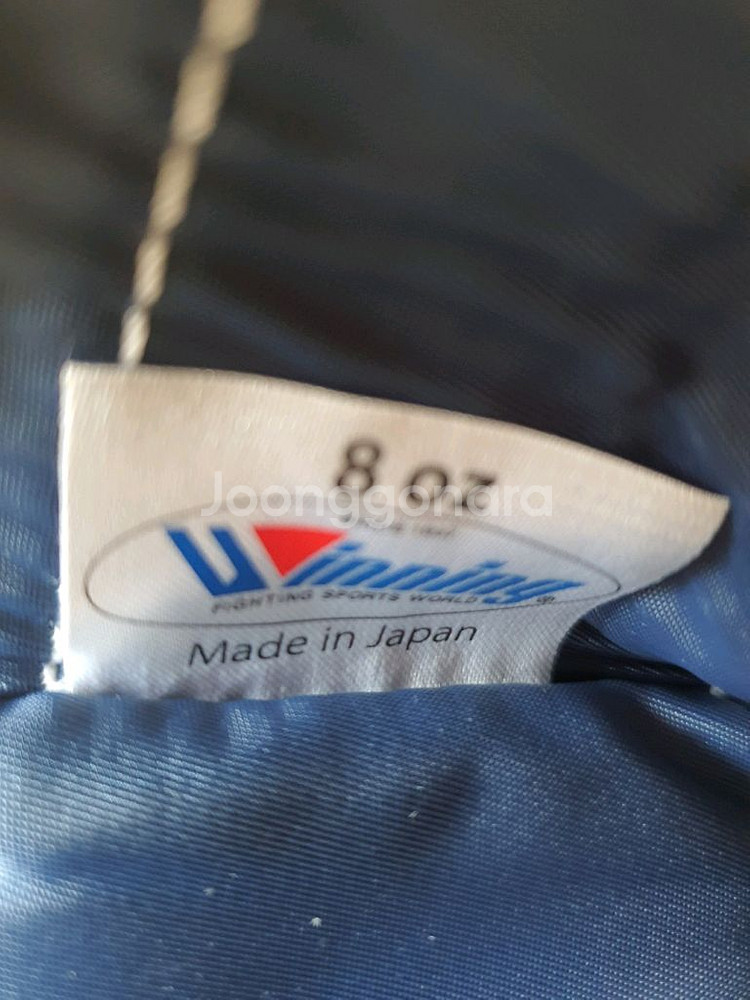 8 oz
Joonggonara
Winning
FIGHTING SPORTS WORLD
®
Made in Japan